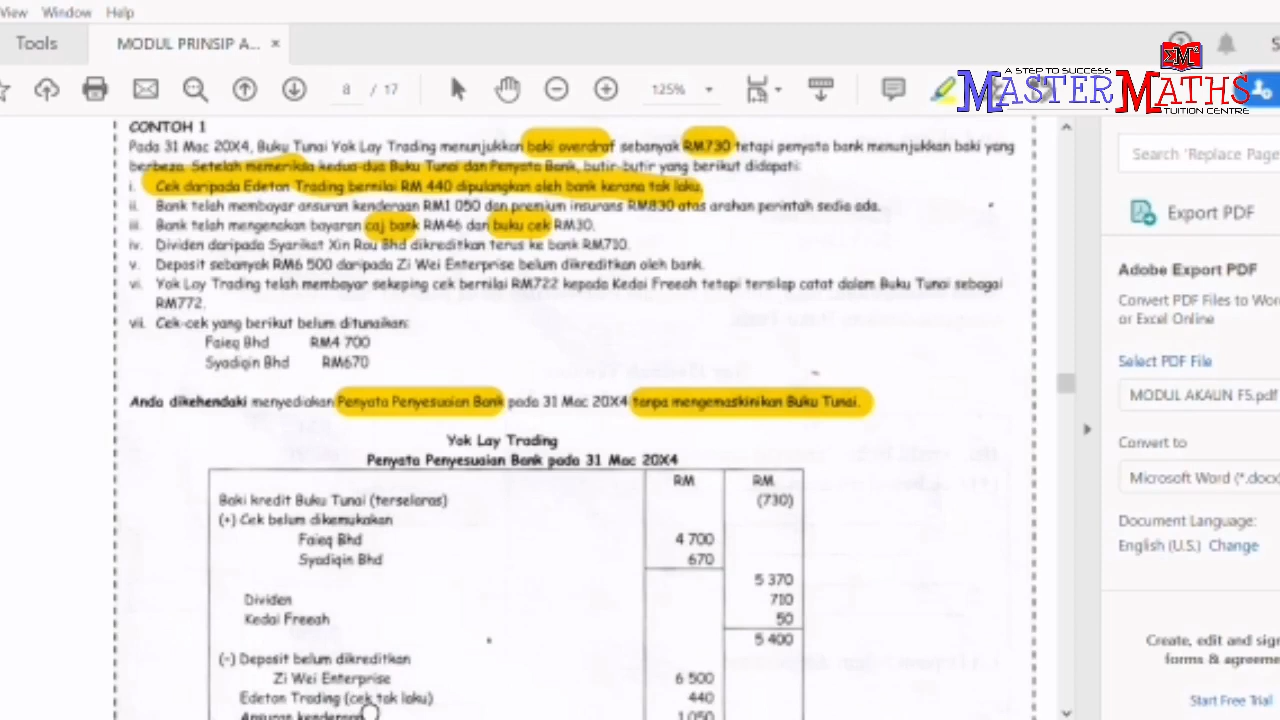 View Window Help
Tools
MODUL PRINSIP A... ×
8 / 17
125%
A STEP TO SUCCESS
ΣM
MASTER MATHS
TUITION CENTRE
CONTOH 1
Pada 31 Mac 20X4, Buku Tunai Yok Lay Trading menunjukkan baki overdraf sebanyak RM730 tetapi penyata bank menunjukkan baki yang
berbeza. Setelah memeriksa kedua-dua Buku Tunai dan Penyata Bank, butir-butir yang berikut didapati:
i. Cek daripada Edetan Trading bernilai RM 440 dipulangkan oleh bank kerana tak laku.
ii. Bank telah membayar ansuran kenderaan RM1 050 dan premium insurans RM830 atas arahan perintah sedia ada.
iii. Bank telah mengenakan bayaran caj bank RM46 dan buku cek RM30.
iv. Dividen daripada Syarikat Xin Rou Bhd dikreditkan terus ke bank RM710.
v. Deposit sebanyak RM6 500 daripada Zi Wei Enterprise belum dikreditkan oleh bank.
vi. Yok Lay Trading telah membayar sekeping cek bernilai RM722 kepada Kedai Freeah tetapi tersilap catat dalam Buku Tunai sebagai
RM772.
vii. Cek-cek yang berikut belum ditunaikan:
Faieq Bhd RM4 700
Syadiqin Bhd RM670
Anda dikehendaki menyediakan Penyata Penyesuaian Bank pada 31 Mac 20X4 tanpa mengemaskinikan Buku Tunai.
Yok Lay Trading
Penyata Penyesuaian Bank pada 31 Mac 20X4
RM RM
Baki kredit Buku Tunai (terselaras) (730)
(+) Cek belum dikemukakan
Faieq Bhd 4 700
Syadiqin Bhd 670
5 370
Dividen 710
Kedai Freeah 50
5 400
(-) Deposit belum dikreditkan
Zi Wei Enterprise 6 500
Edetan Trading (cek tak laku) 440
Ansuran kenderaan 1 050
Search 'Replace Page
Export PDF
Adobe Export PDF
Convert PDF Files to Wor
or Excel Online
Select PDF File
MODUL AKAUN F5.pdf
Convert to
Microsoft Word (*.docx
Document Language:
English (U.S.) Change
Create, edit and sign
forms & agreeme
Start Free Trial